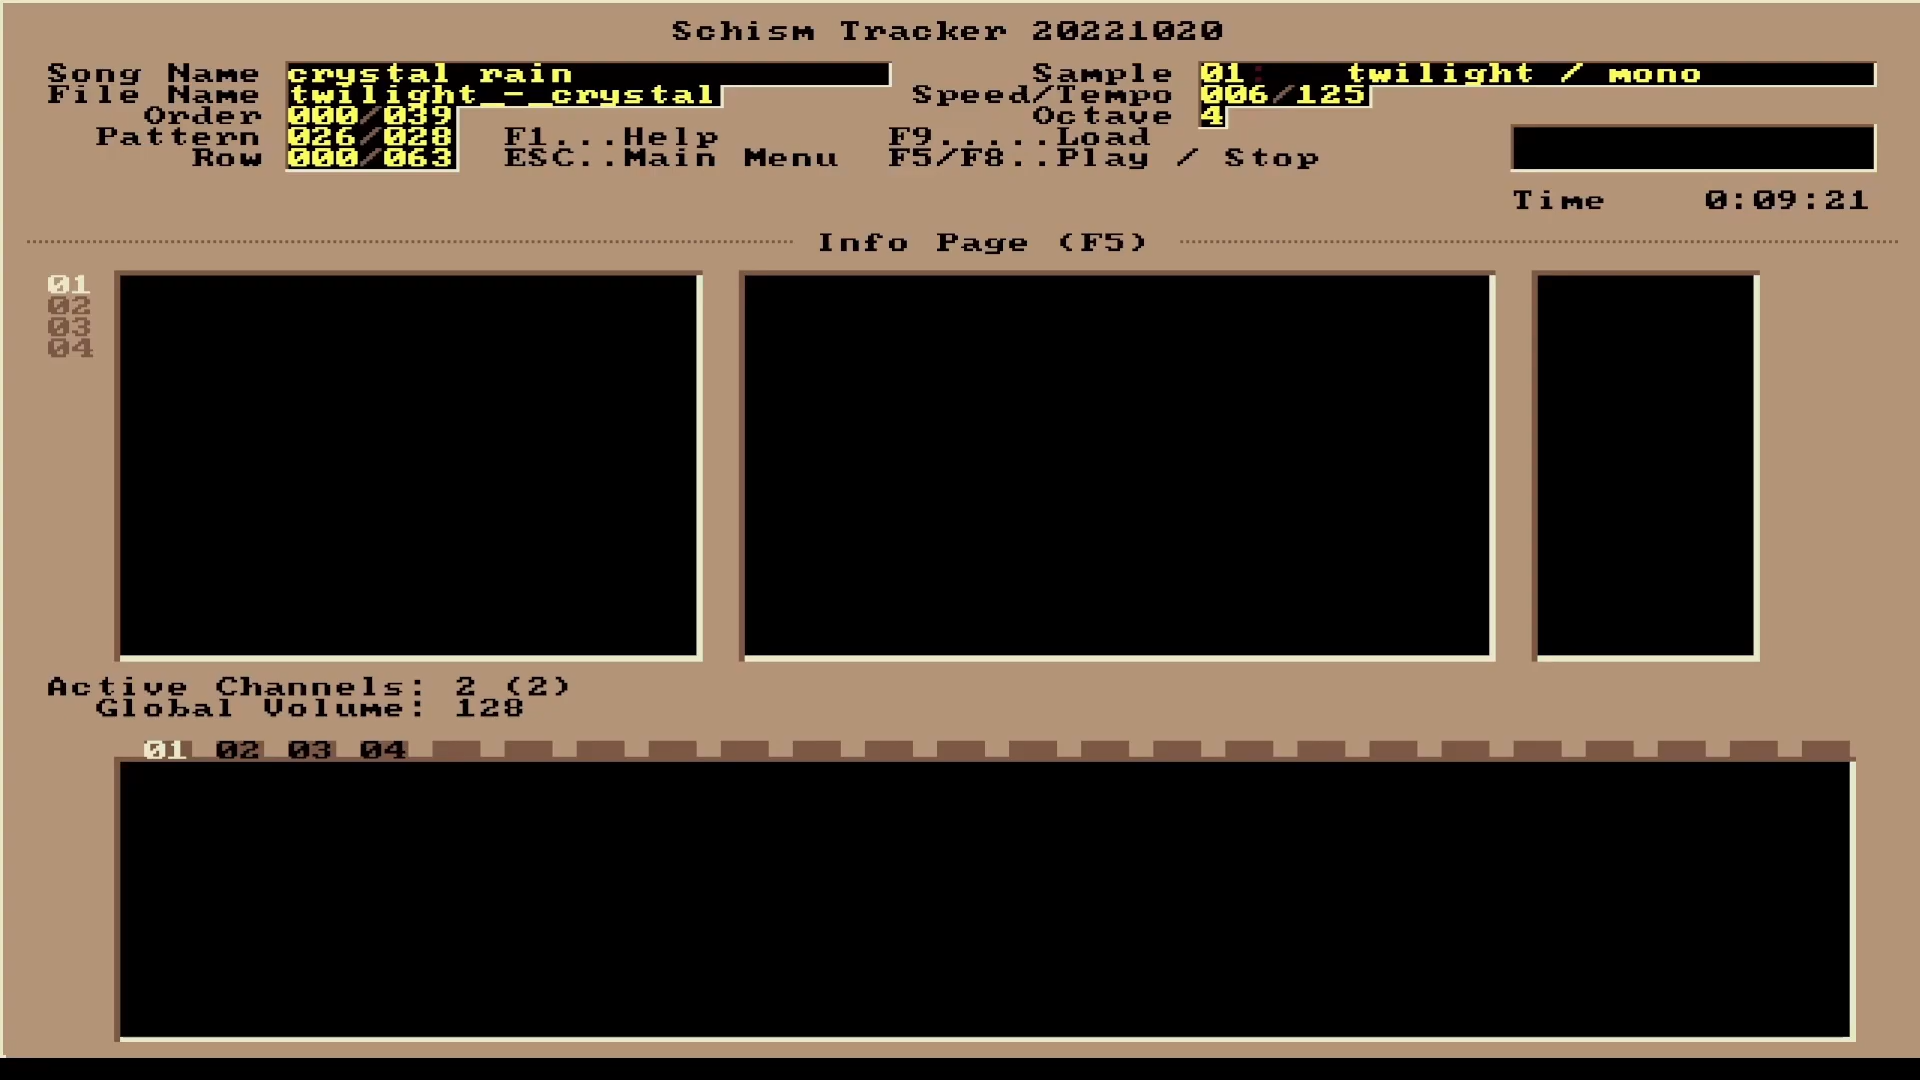 Schism Tracker 20221020
Song Name crystal rain Sample 01: twilight / mono
File Name twilight_-_crystal Speed/Tempo 006/125
Order 000/039 Octave 4
Pattern 026/028 F1...Help F9.....Load
Row 000/063 ESC..Main Menu F5/F8..Play / Stop
Time 0:09:21
Info Page (F5)
01
02
03
04
Active Channels: 2 (2)
Global Volume: 128
01 02 03 04